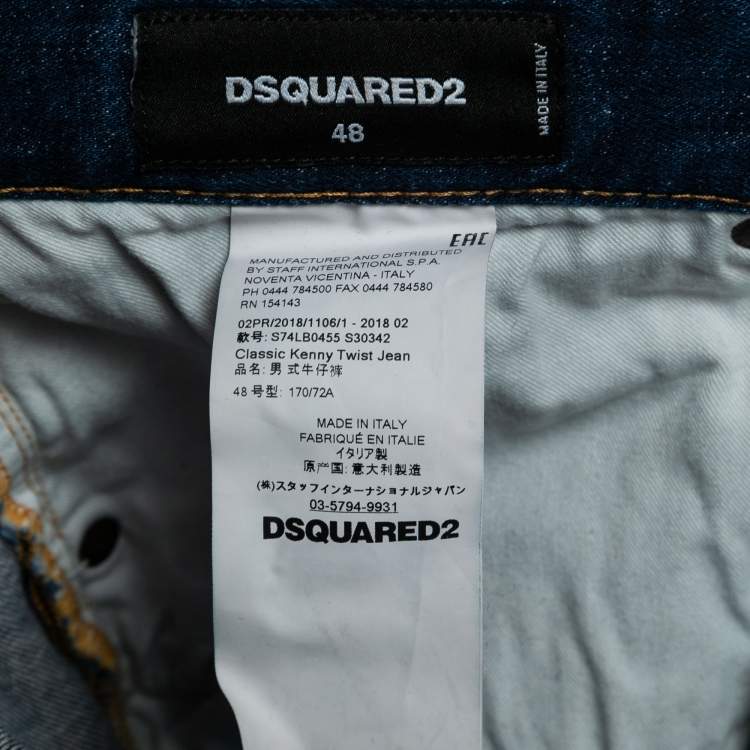 DSQUARED2
48
MADE IN ITALY
EAC
MANUFACTURED AND DISTRIBUTED
BY STAFF INTERNATIONAL S.P.A.
NOVENTA VICENTINA - ITALY
PH 0444 784500 FAX 0444 784580
RN 154143
02PR/2018/1106/1 - 2018 02
款号: S74LB0455 S30342
Classic Kenny Twist Jean
品名: 男 式牛仔裤
48 号型: 170/72A
MADE IN ITALY
FABRIQUÉ EN ITALIE
イタリア製
原产国: 意大利製造
(株)スタッフインターナショナルジャパン
03-5794-9931
DSQUARED2